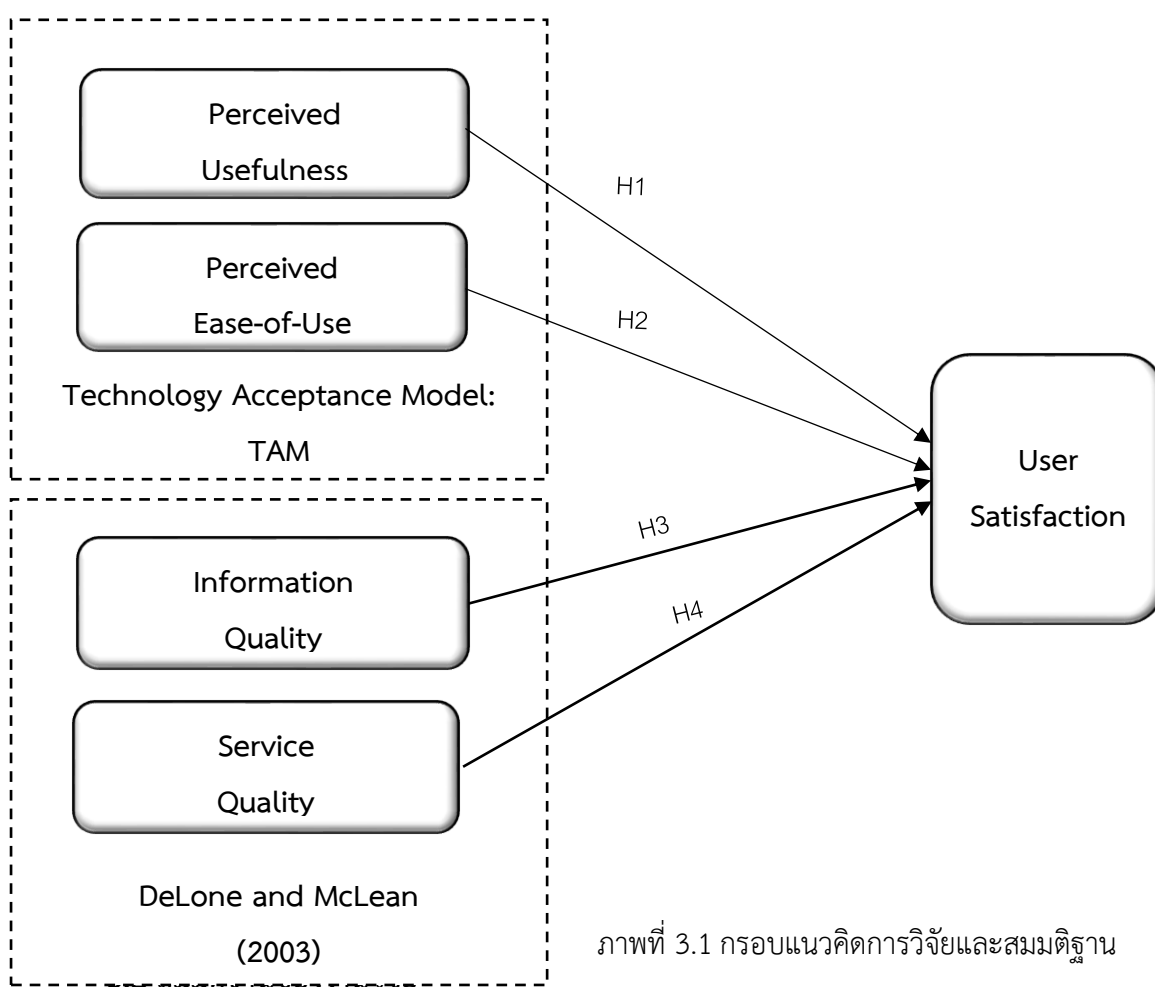 Perceived
Usefulness
H1
Perceived
Ease-of-Use
H2
Technology Acceptance Model:
TAM
User
Satisfaction
Information
Quality
H3
Service
Quality
H4
DeLone and McLean
(2003)
ภาพที่ 3.1 กรอบแนวคิดการวิจัยและสมมติฐาน